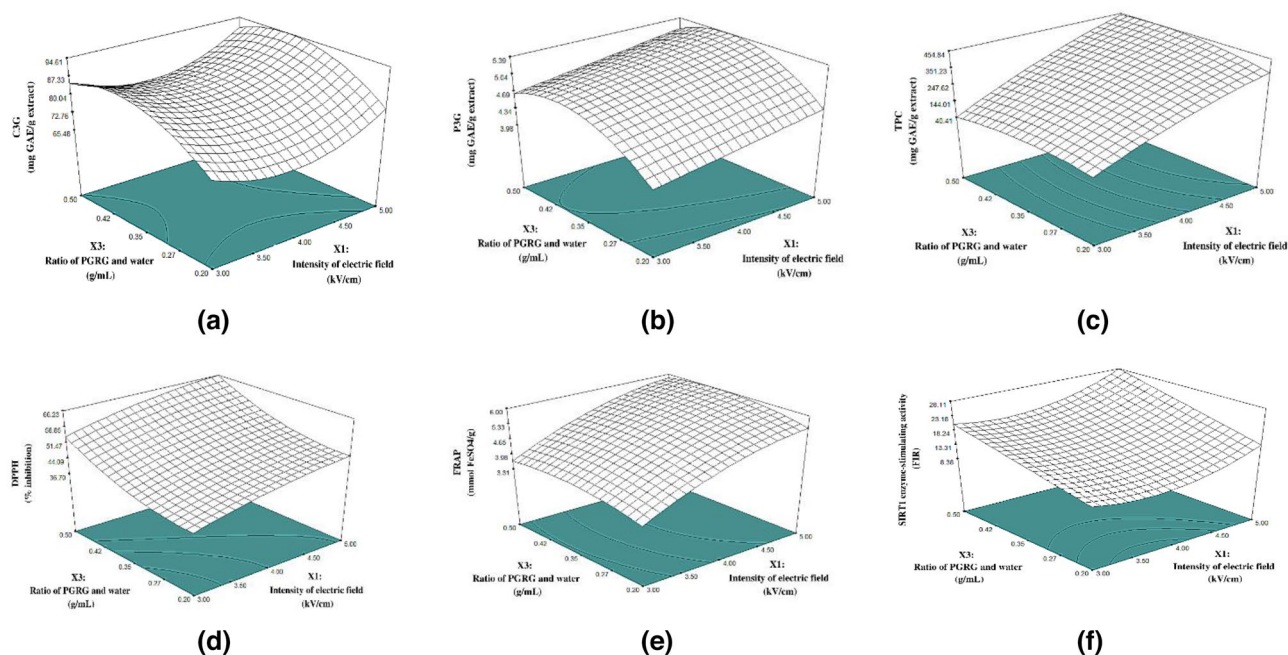 94.61
87.33
80.04
72.76
65.48
C3G
(mg GAE/g extract)
0.50
0.42
0.35
0.27
0.20
X3:
Ratio of PGRG and water
(g/mL)
3.00
3.50
4.00
4.50
5.00
X1:
Intensity of electric field
(kV/cm)
(a)
5.39
5.04
4.69
4.34
3.98
P3G
(mg GAE/g extract)
0.50
0.42
0.35
0.27
0.20
X3:
Ratio of PGRG and water
(g/mL)
3.00
3.50
4.00
4.50
5.00
X1:
Intensity of electric field
(kV/cm)
(b)
454.84
351.23
247.62
144.01
40.41
TPC
(mg GAE/g extract)
0.50
0.42
0.35
0.27
0.20
X3:
Ratio of PGRG and water
(g/mL)
3.00
3.50
4.00
4.50
5.00
X1:
Intensity of electric field
(kV/cm)
(c)
66.23
58.85
51.47
DPPH
(% inhibition)
0.50
0.42
0.35
0.27
0.20
X3:
Ratio of PGRG and water
(g/mL)
3.00
3.50
4.00
4.50
5.00
X1:
Intensity of electric field
(kV/cm)
(d)
6.00
5.33
4.65
3.98
3.31
FRAP
(mmol FeSO4/g)
0.50
0.42
0.35
0.27
0.20
X3:
Ratio of PGRG and water
(g/mL)
3.00
3.50
4.00
4.50
5.00
X1:
Intensity of electric field
(kV/cm)
(e)
23.18
18.24
13.31
SIRT1 enzyme-stimulating activity
(FIR)
0.50
0.42
0.35
0.27
0.20
X3:
Ratio of PGRG and water
(g/mL)
3.00
3.50
4.00
4.50
5.00
X1:
Intensity of electric field
(kV/cm)
(f)